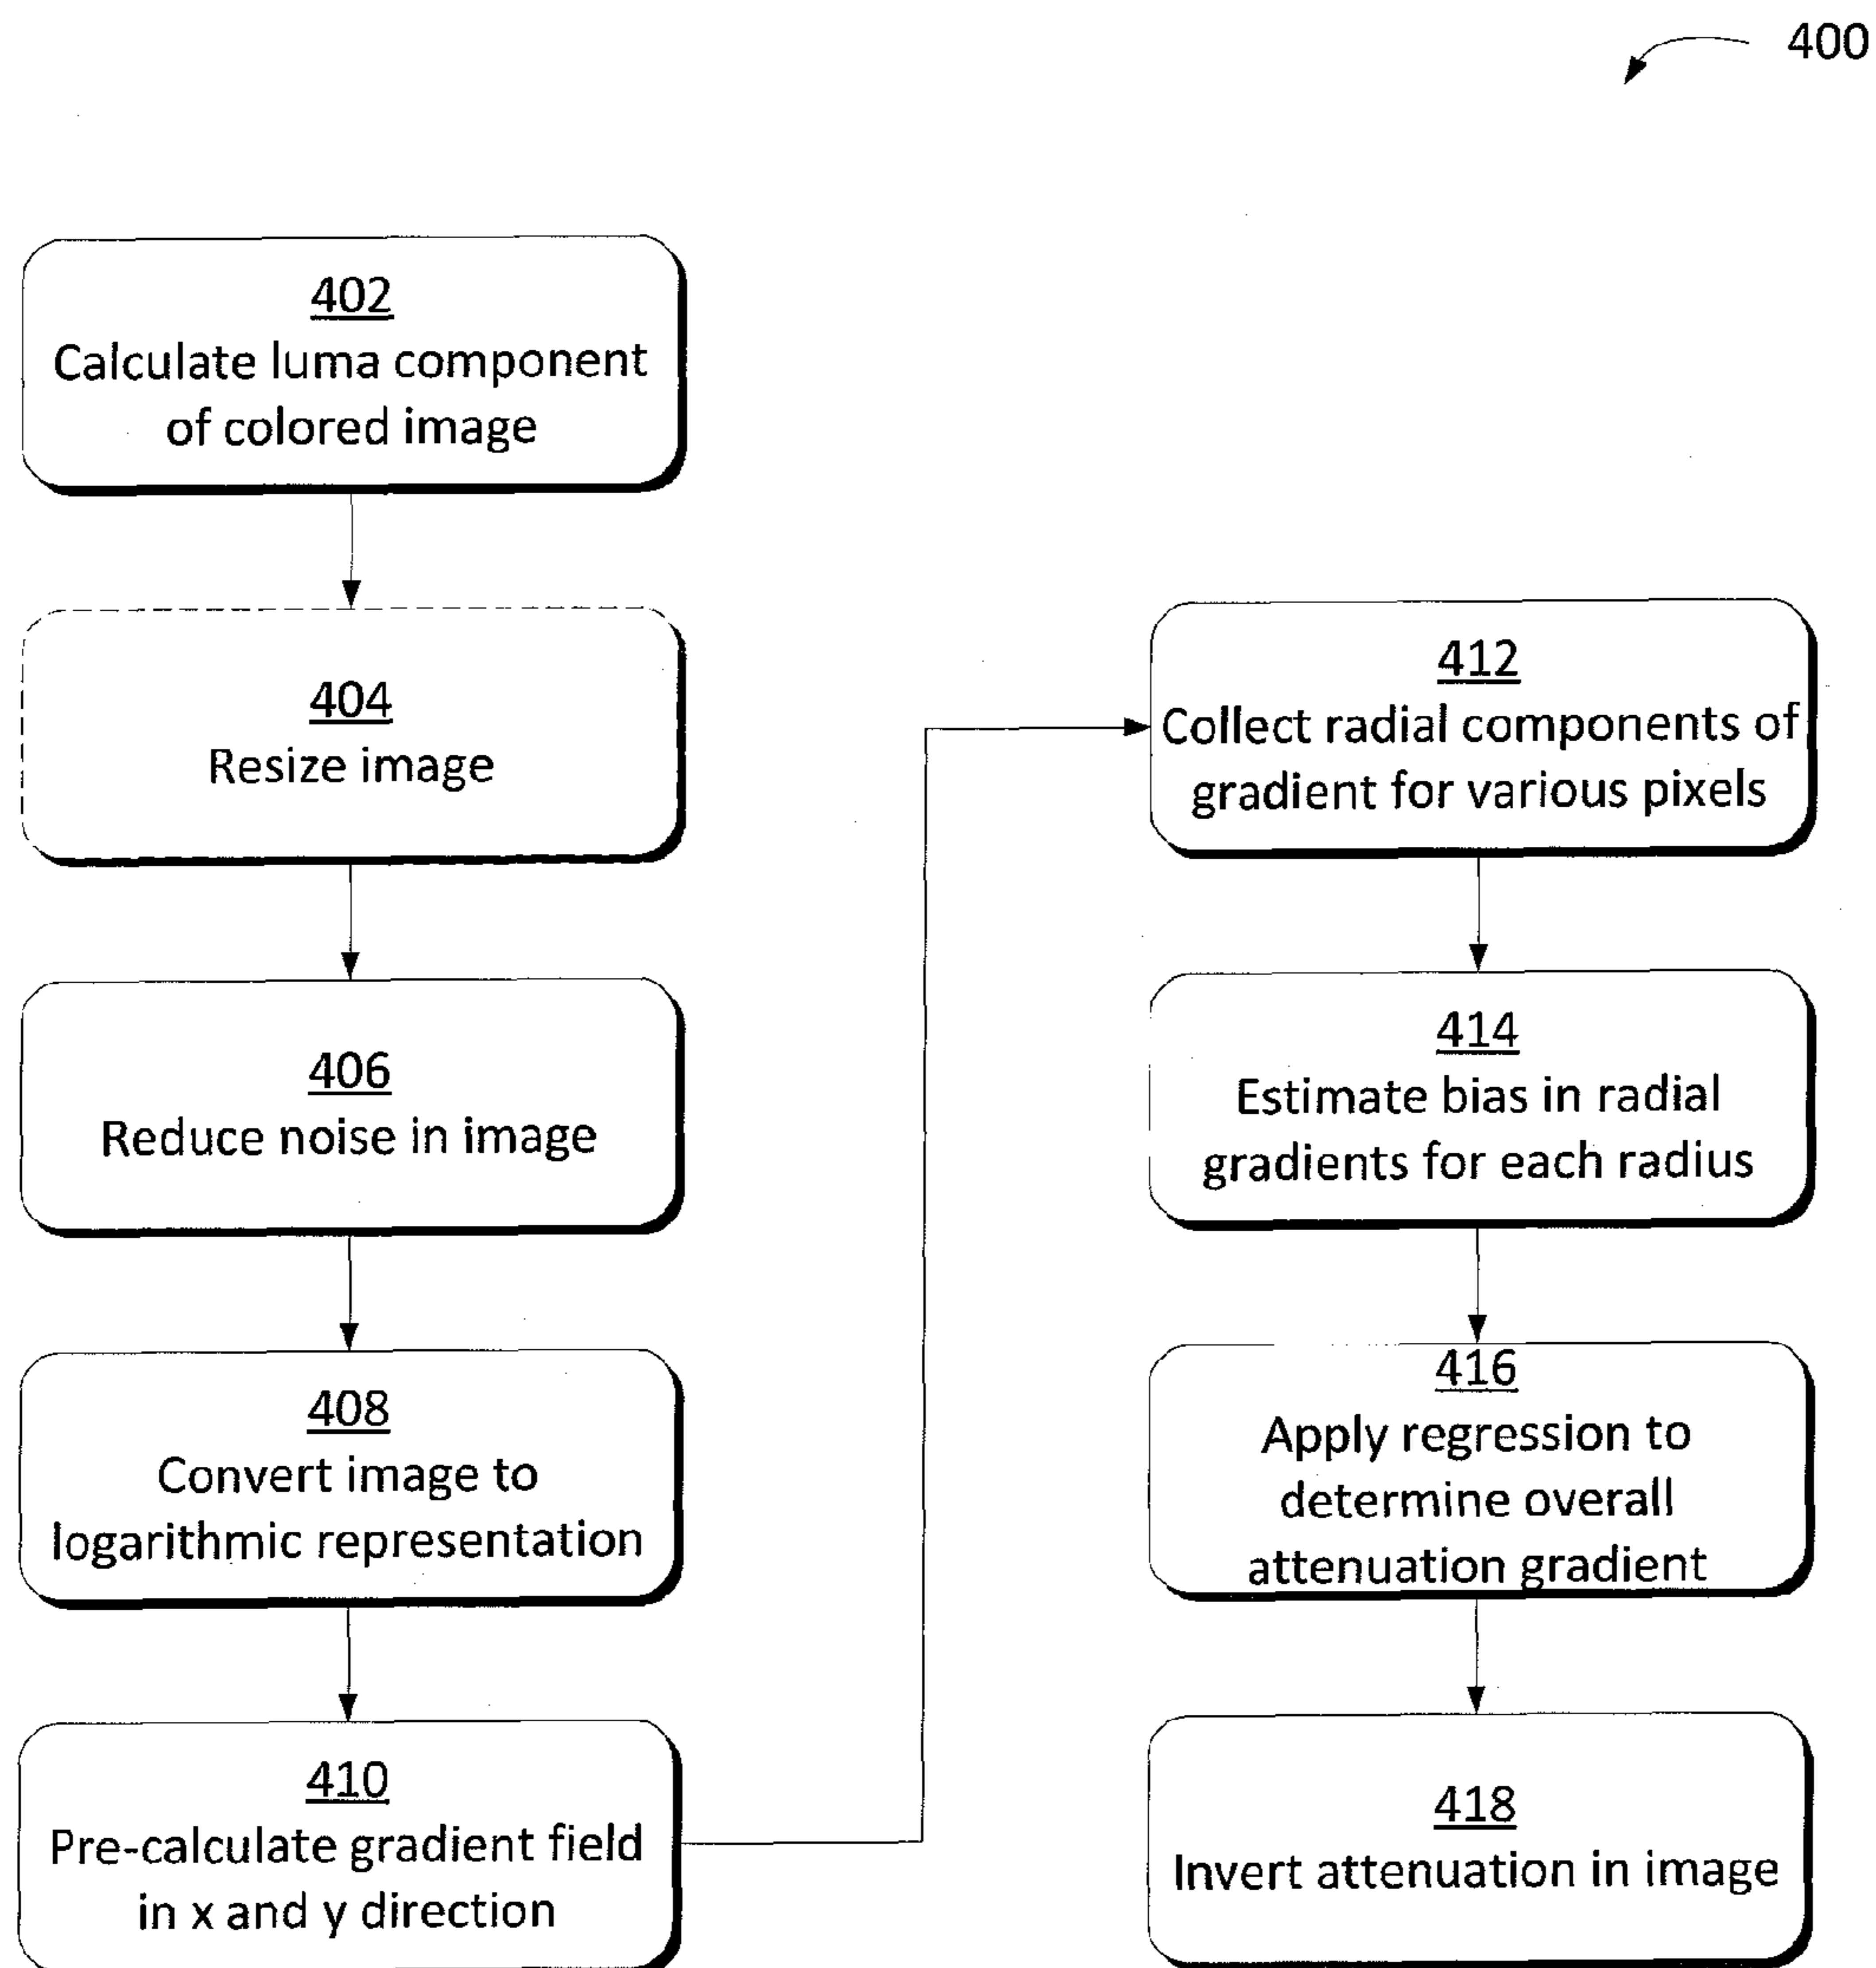 400
402
Calculate luma component
of colored image
404
Resize image
406
Reduce noise in image
408
Convert image to
logarithmic representation
410
Pre-calculate gradient field
in x and y direction
412
Collect radial components of
gradient for various pixels
414
Estimate bias in radial
gradients for each radius
416
Apply regression to
determine overall
attenuation gradient
418
Invert attenuation in image